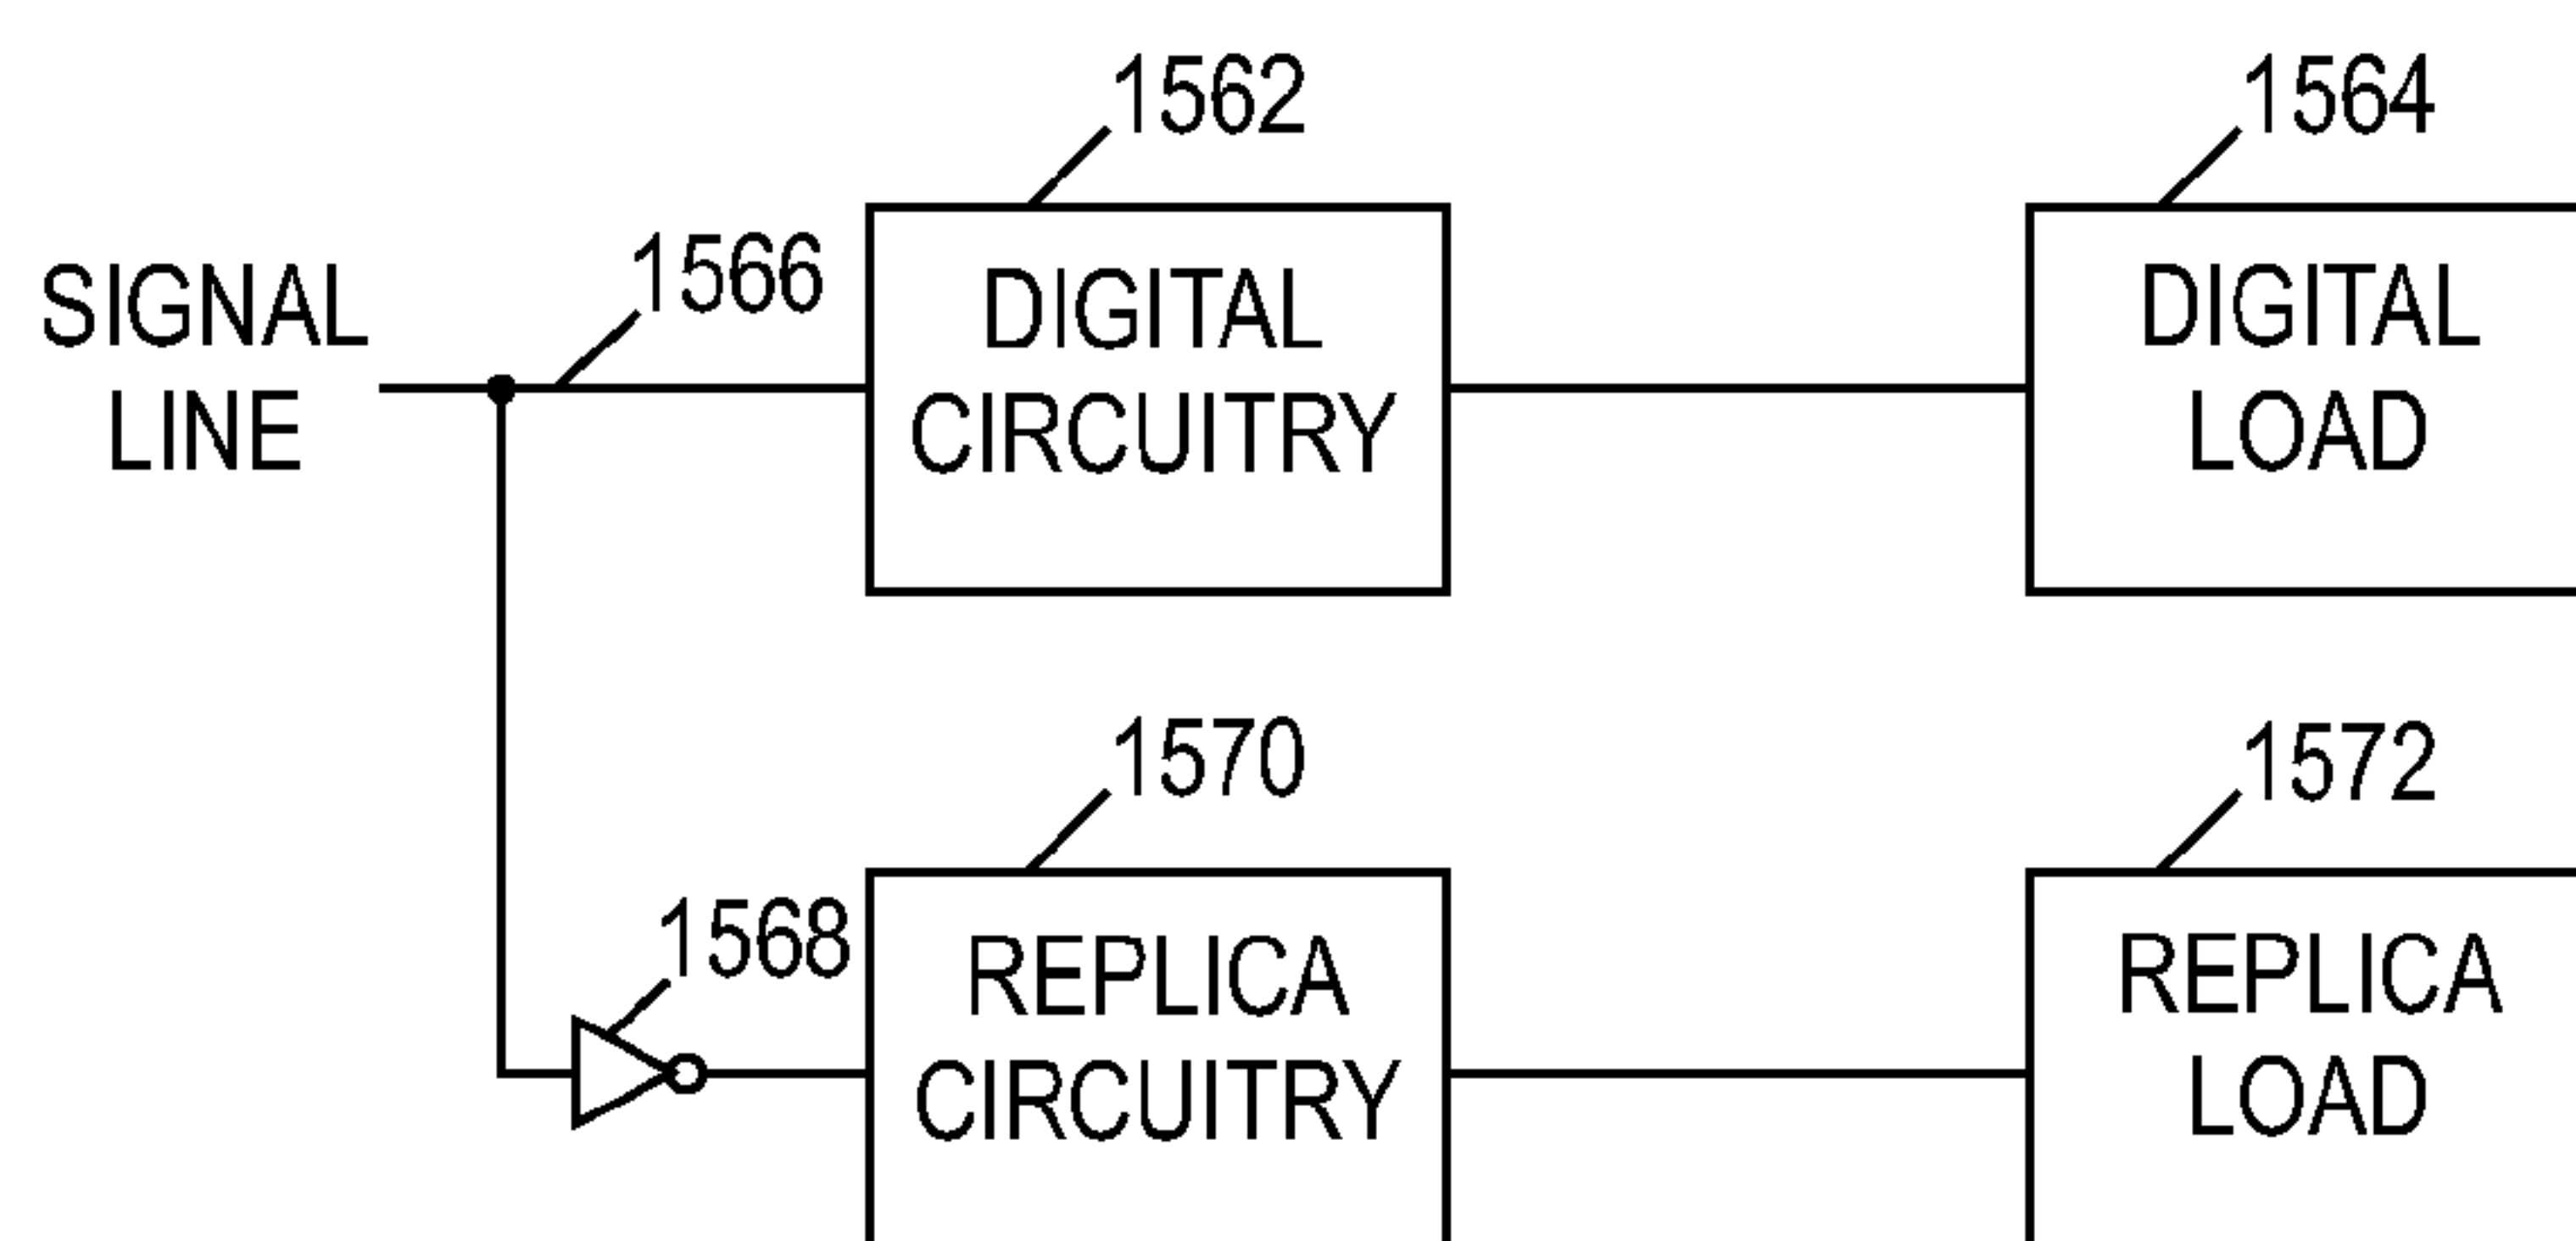 1562
1564
1566
SIGNAL
LINE
DIGITAL
CIRCUITRY
DIGITAL
LOAD
1570
1572
1568
REPLICA
CIRCUITRY
REPLICA
LOAD